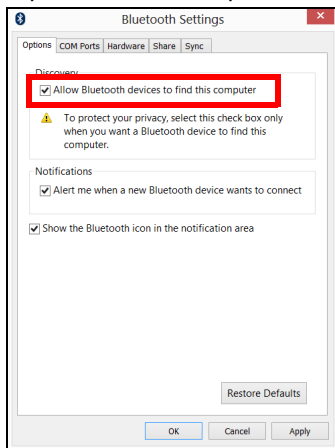 Bluetooth Settings
Options COM Ports Hardware Share Sync
Discovery
Allow Bluetooth devices to find this computer
To protect your privacy, select this check box only
when you want a Bluetooth device to find this
computer.
Notifications
Alert me when a new Bluetooth device wants to connect
Show the Bluetooth icon in the notification area
Restore Defaults
OK Cancel Apply